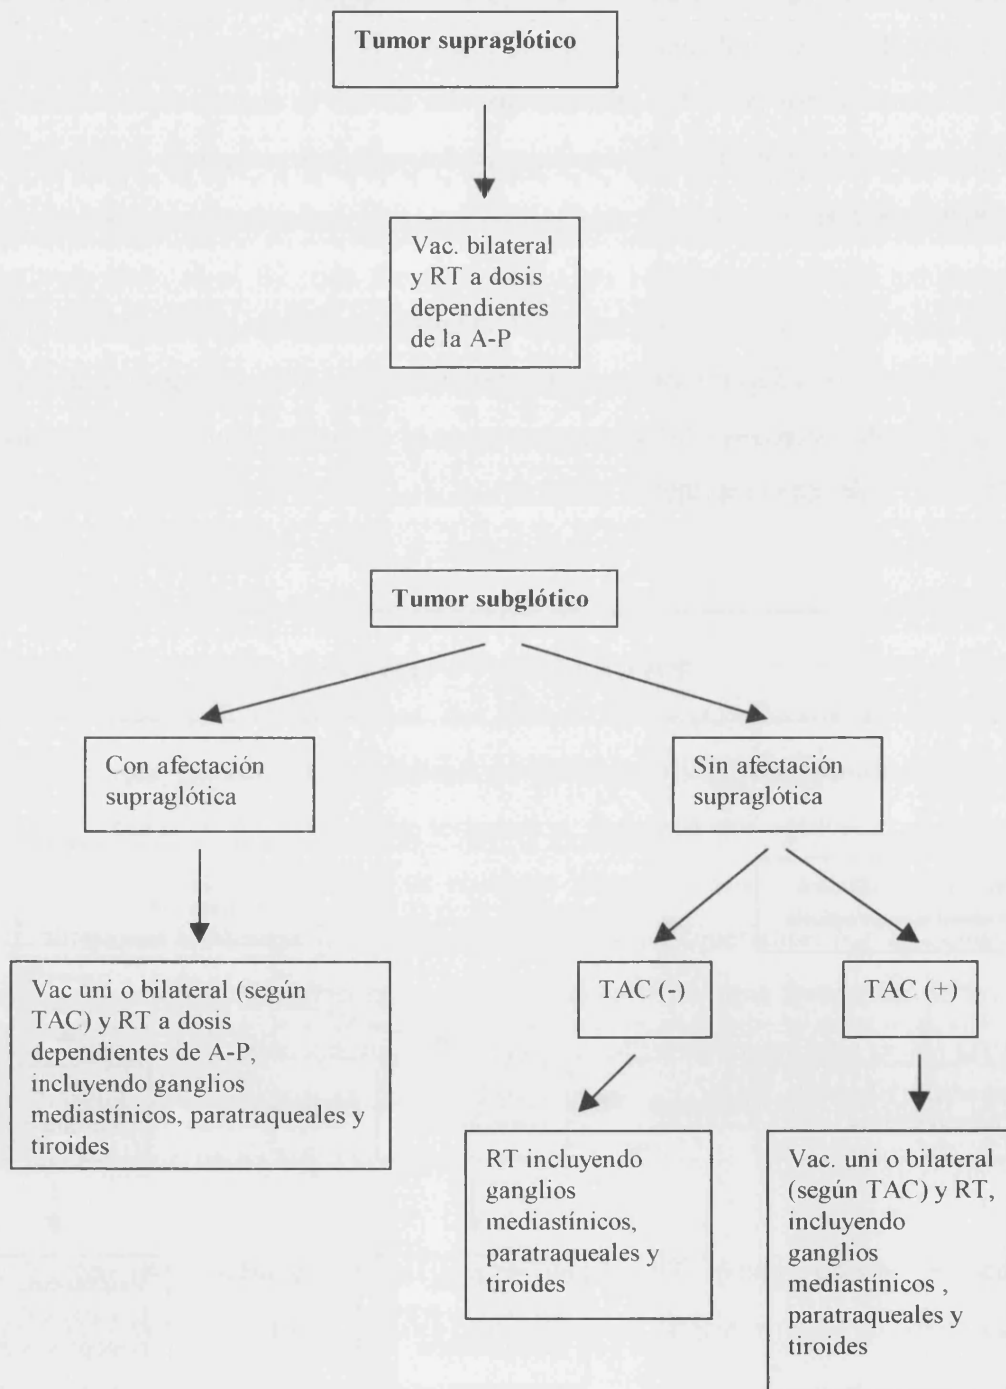 Tumor supraglótico
Vac. bilateral
y RT a dosis
dependientes
de la A-P
Tumor subglótico
Con afectación
supraglótica
Sin afectación
supraglótica
Vac uni o bilateral (según
TAC) y RT a dosis
dependientes de A-P,
incluyendo ganglios
mediastínicos, paratraqueales y
tiroides
TAC (-)
TAC (+)
RT incluyendo
ganglios
mediastínicos,
paratraqueales y
tiroides
Vac. uni o bilateral
(según TAC) y RT,
incluyendo
ganglios
mediastínicos ,
paratraqueales y
tiroides